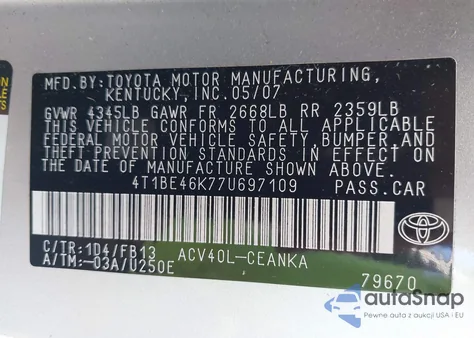 MFD.BY:TOYOTA MOTOR MANUFACTURING,
KENTUCKY,INC.05/07
GVWR 4345LB GAWR FR 2668LB RR 2359LB
THIS VEHICLE CONFORMS TO ALL APPLICABLE
FEDERAL MOTOR VEHICLE SAFETY,BUMPER,AND
THEFT PREVENTION STANDARDS IN EFFECT ON
THE DATE OF MANUFACTURE SHOWN ABOVE.
4T1BE46K77U697109 PASS.CAR
C/TR:1D4/FB13 ACV40L-CEANKA
A/TM:-03A/U250E
79670
TOYOTA
autaSnap
Pewne auta z aukcji USA i EU
NES